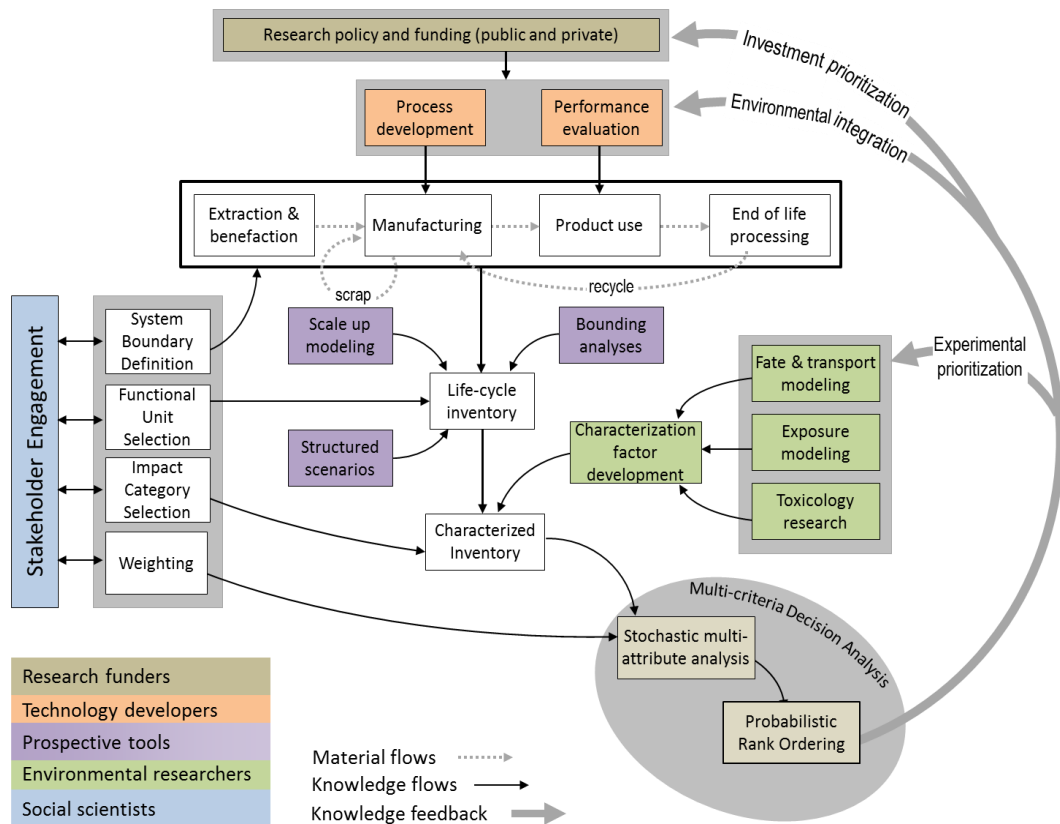 Research policy and funding (public and private)
Investment prioritization
Process
development
Performance
evaluation
Environmental integration
Extraction &
benefaction
Manufacturing
Product use
End of life
processing
scrap
recycle
Stakeholder Engagement
System
Boundary
Definition
Functional
Unit
Selection
Impact
Category
Selection
Weighting
Scale up
modeling
Bounding
analyses
Life-cycle
inventory
Structured
scenarios
Characterized
Inventory
Characterization
factor
development
Fate & transport
modeling
Exposure
modeling
Toxicology
research
Experimental
prioritization
Multi-criteria Decision Analysis
Stochastic multi-
attribute analysis
Probabilistic
Rank Ordering
Research funders
Technology developers
Prospective tools
Environmental researchers
Social scientists
Material flows
Knowledge flows
Knowledge feedback